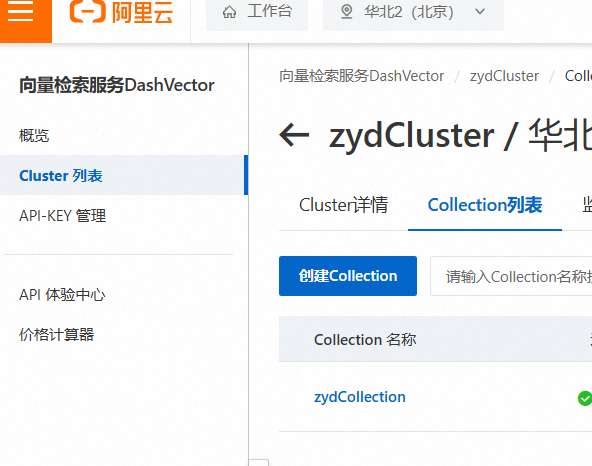 阿里云
工作台
华北2（北京）
向量检索服务DashVector
概览
Cluster 列表
API-KEY 管理
API 体验中心
价格计算器
向量检索服务DashVector / zydCluster / Coll
zydCluster / 华北
Cluster详情
Collection列表
创建Collection
请输入Collection名称
Collection 名称
zydCollection